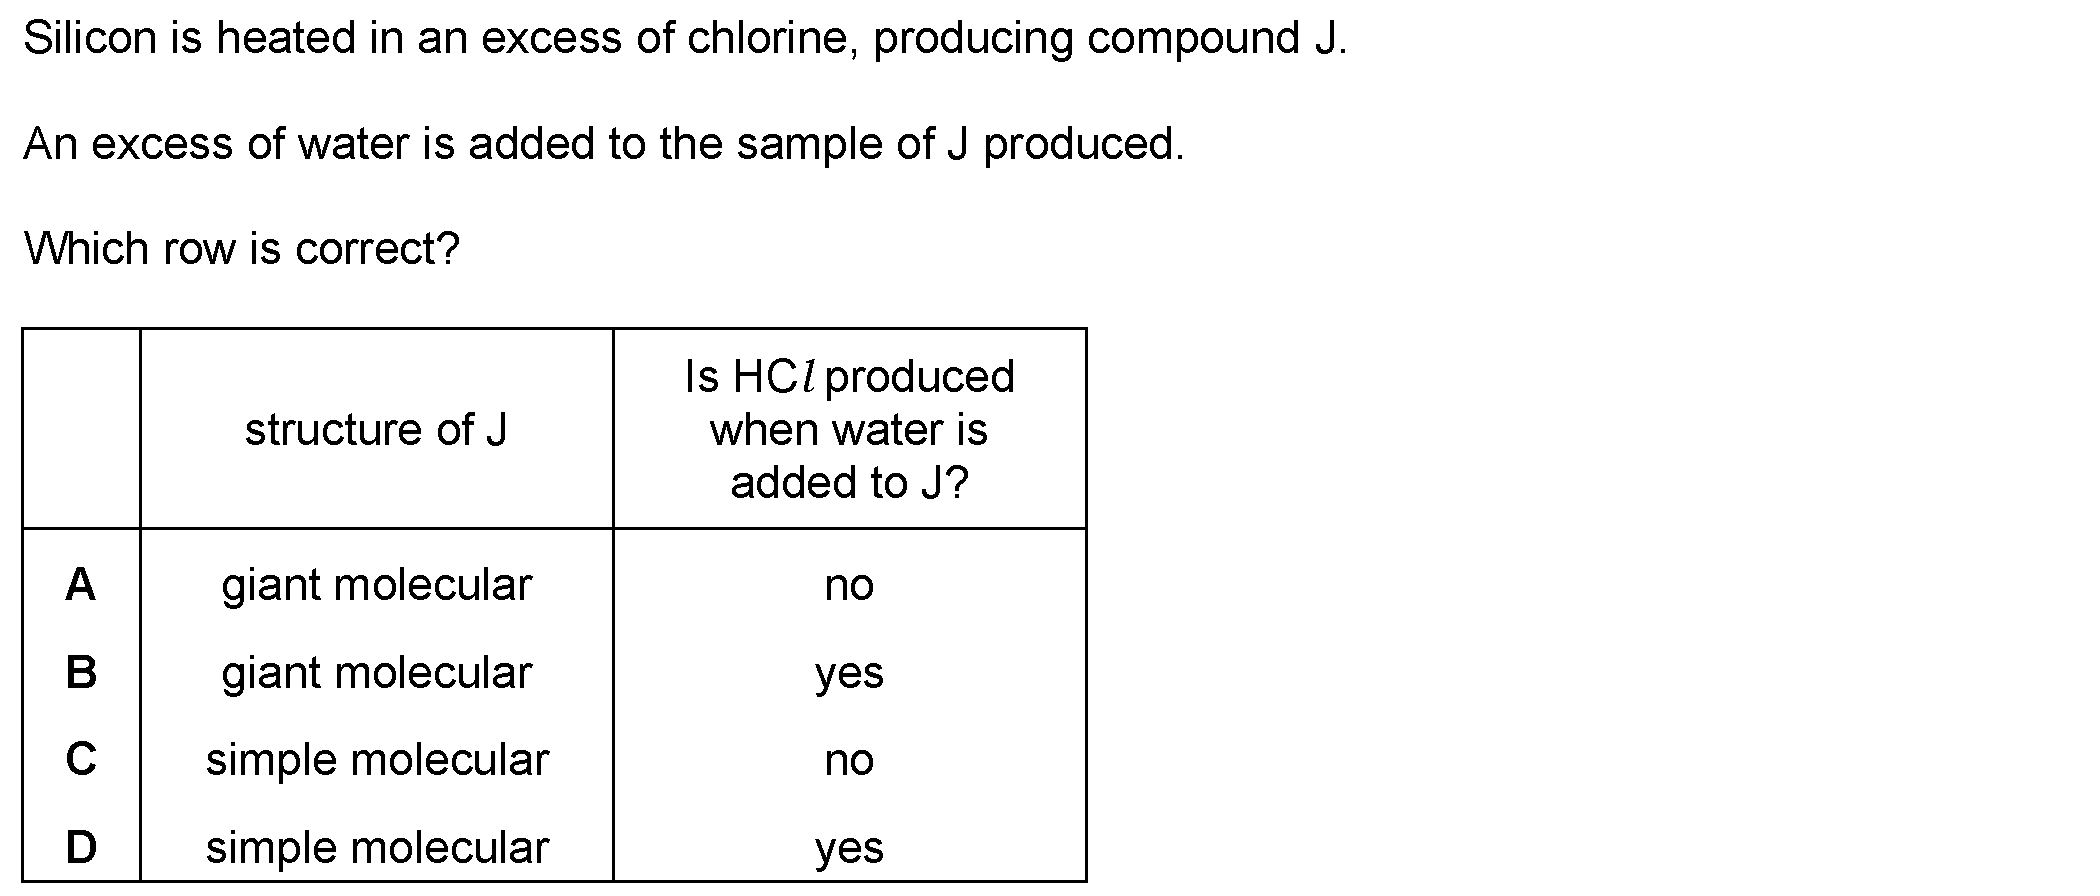 Silicon is heated in an excess of chlorine, producing compound J.
An excess of water is added to the sample of J produced.
Which row is correct?
structure of J
Is HCl produced
when water is
added to J?
A giant molecular no
B giant molecular yes
C simple molecular no
D simple molecular yes